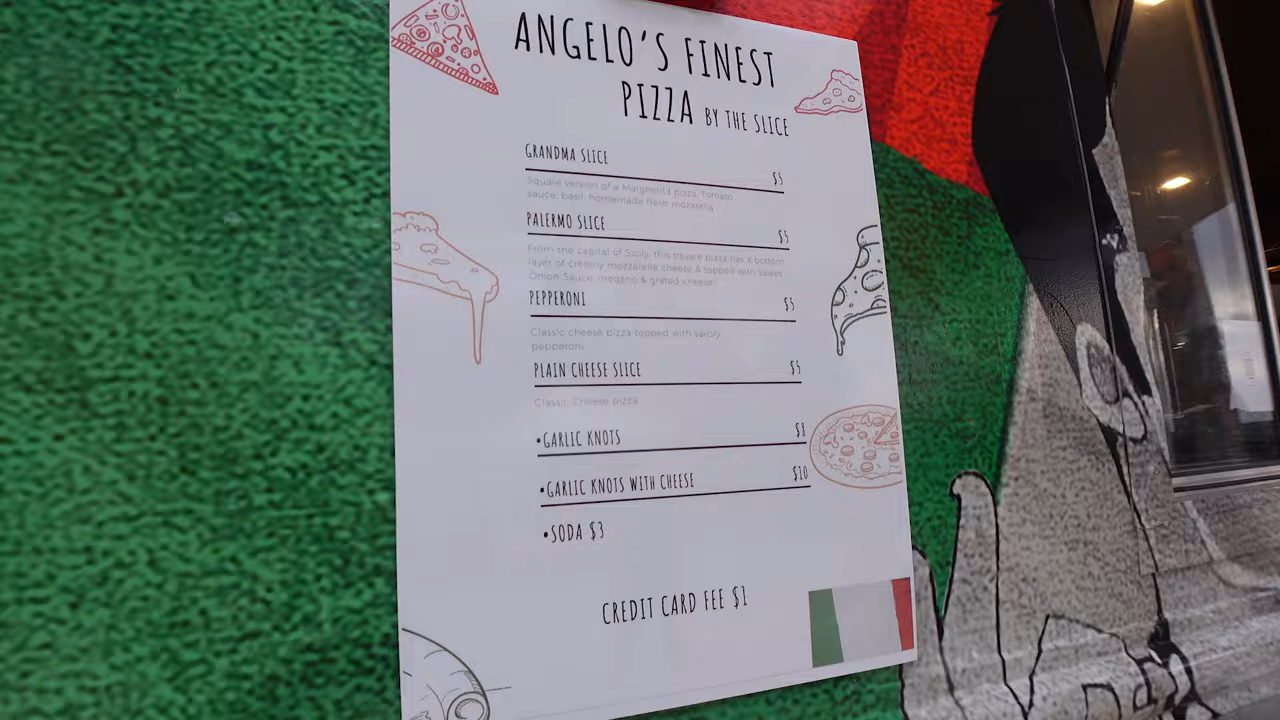 ANGELO'S FINEST
PIZZA BY THE SLICE
GRANDMA SLICE $5
Square version of a Margherita pizza. Tomato
sauce, basil, homemade fresh mozarella
PALERMO SLICE $5
From the capital of Sicily, this square pizza has a bottom
layer of creamy mozzarella cheese & topped with Sweet
Onion Sauce, oregano & grated cheese
PEPPERONI $5
Classic cheese pizza topped with savory
pepperoni
PLAIN CHEESE SLICE $5
Classic Cheese pizza
•GARLIC KNOTS $8
•GARLIC KNOTS WITH CHEESE $10
•SODA $3
CREDIT CARD FEE $1